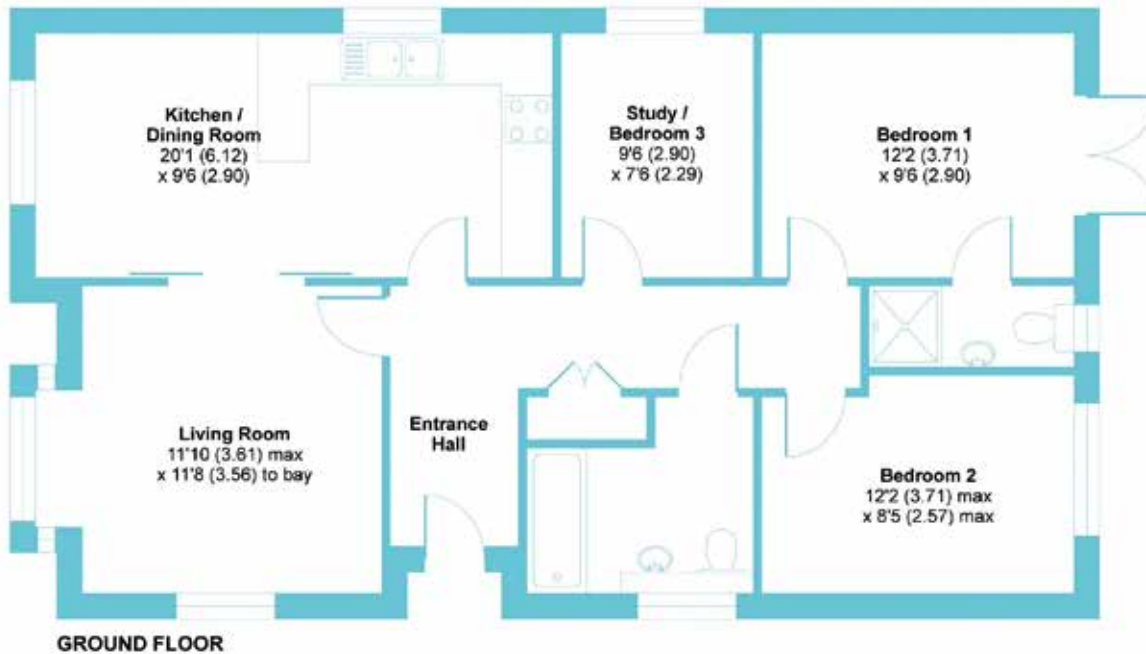 Kitchen /
Dining Room
20'1 (6.12)
x 9'6 (2.90)
Study /
Bedroom 3
9'6 (2.90)
x 7'6 (2.29)
Bedroom 1
12'2 (3.71)
x 9'6 (2.90)
Living Room
11'10 (3.61) max
x 11'8 (3.56) to bay
Entrance
Hall
Bedroom 2
12'2 (3.71) max
x 8'5 (2.57) max
GROUND FLOOR